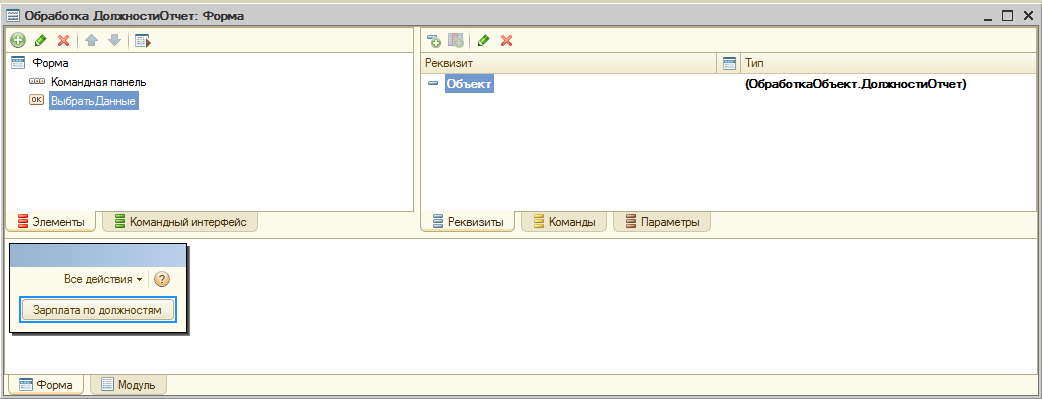 Обработка ДолжностиОтчет: Форма
Форма
Командная панель
OK ВыбратьДанные
Элементы Командный интерфейс
Реквизит Тип
Объект (ОбработкаОбъект.ДолжностиОтчет)
Реквизиты Команды Параметры
Все действия ?
Зарплата по должностям
Форма Модуль